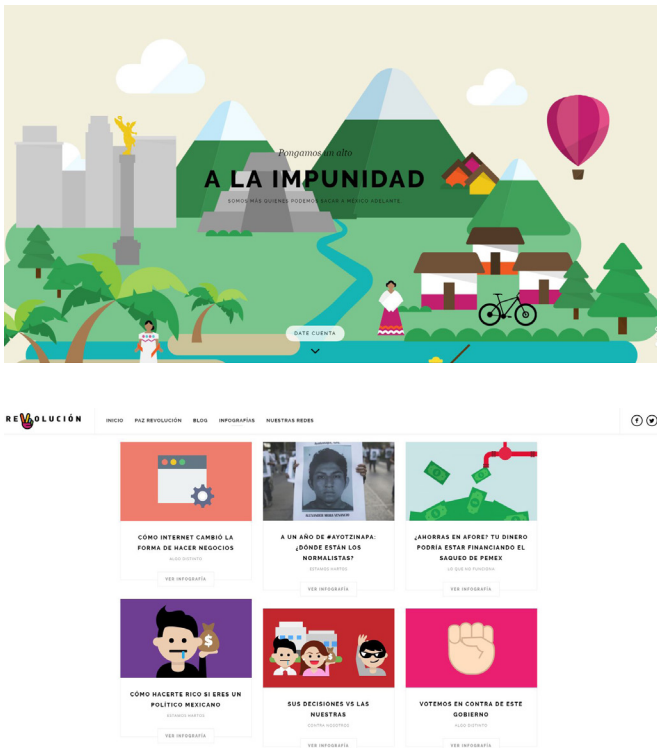 Pongamos un alto
A LA IMPUNIDAD
SOMOS MÁS QUIENES PODEMOS SACAR A MÉXICO ADELANTE
DATE CUENTA
REVOLUCIÓN
INICIO PAZ REVOLUCIÓN BLOG INFOGRAFÍAS NUESTRAS REDES
CÓMO INTERNET CAMBIÓ LA
FORMA DE HACER NEGOCIOS
ALGO DISTINTO
VER INFOGRAFÍA
A UN AÑO DE #AYOTZINAPA:
¿DÓNDE ESTÁN LOS
NORMALISTAS?
ESTAMOS HARTOS
VER INFOGRAFÍA
¿AHORRAS EN AFORE? TU DINERO
PODRÍA ESTAR FINANCIANDO EL
SAQUEO DE PEMEX
LO QUE NO FUNCIONA
VER INFOGRAFÍA
CÓMO HACERTE RICO SI ERES UN
POLÍTICO MEXICANO
ESTAMOS HARTOS
VER INFOGRAFÍA
SUS DECISIONES VS LAS
NUESTRAS
CONTRA NOSOTROS
VER INFOGRAFÍA
VOTEMOS EN CONTRA DE ESTE
GOBIERNO
ALGO DISTINTO
VER INFOGRAFÍA